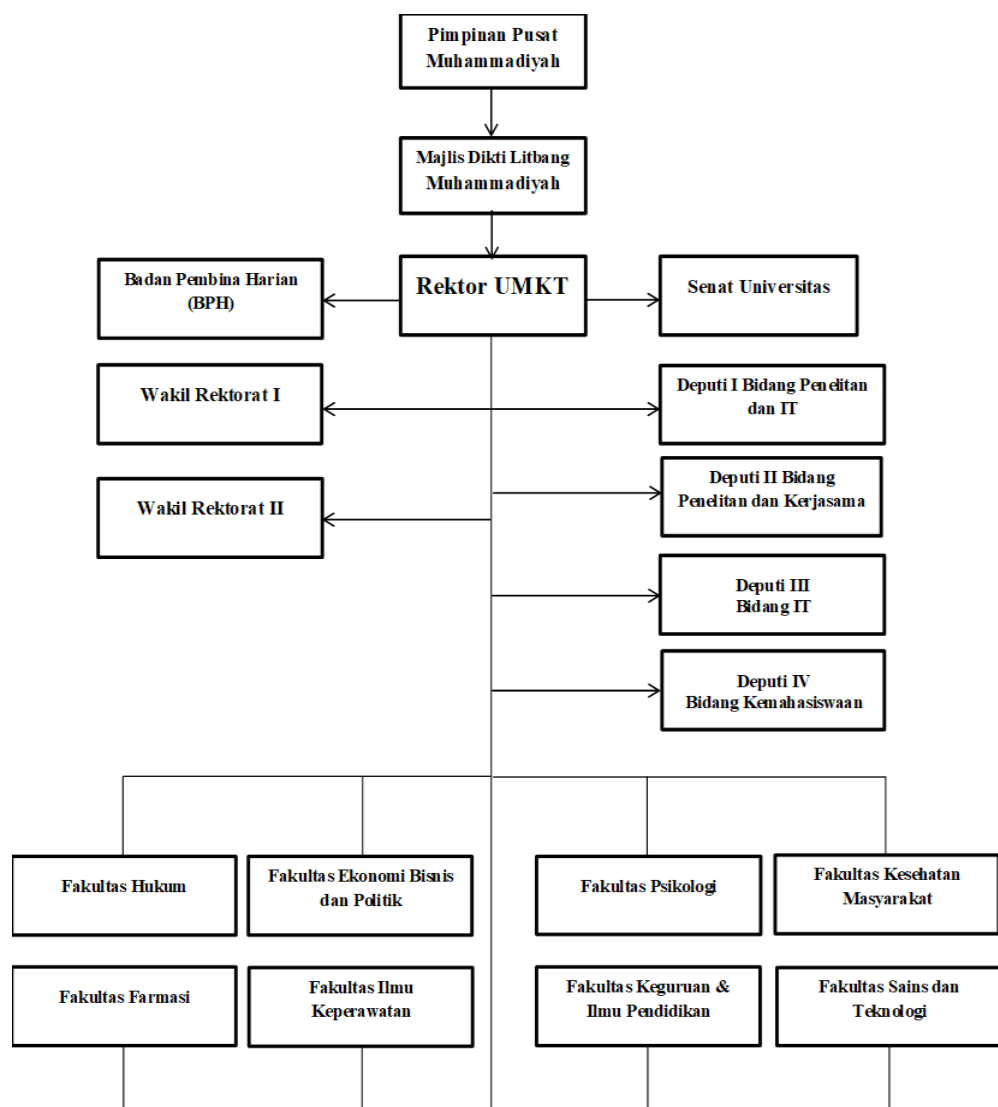 Pimpinan Pusat
Muhammadiyah
Majlis Dikti Litbang
Muhammadiyah
Badan Pembina Harian
(BPH)
Rektor UMKT
Senat Universitas
Wakil Rektorat I
Deputi I Bidang Penelitan
dan IT
Wakil Rektorat II
Deputi II Bidang
Penelitan dan Kerjasama
Deputi III
Bidang IT
Deputi IV
Bidang Kemahasiswaan
Fakultas Hukum
Fakultas Ekonomi Bisnis
dan Politik
Fakultas Psikologi
Fakultas Kesehatan
Masyarakat
Fakultas Farmasi
Fakultas Ilmu
Keperawatan
Fakultas Keguruan &
Ilmu Pendidikan
Fakultas Sains dan
Teknologi